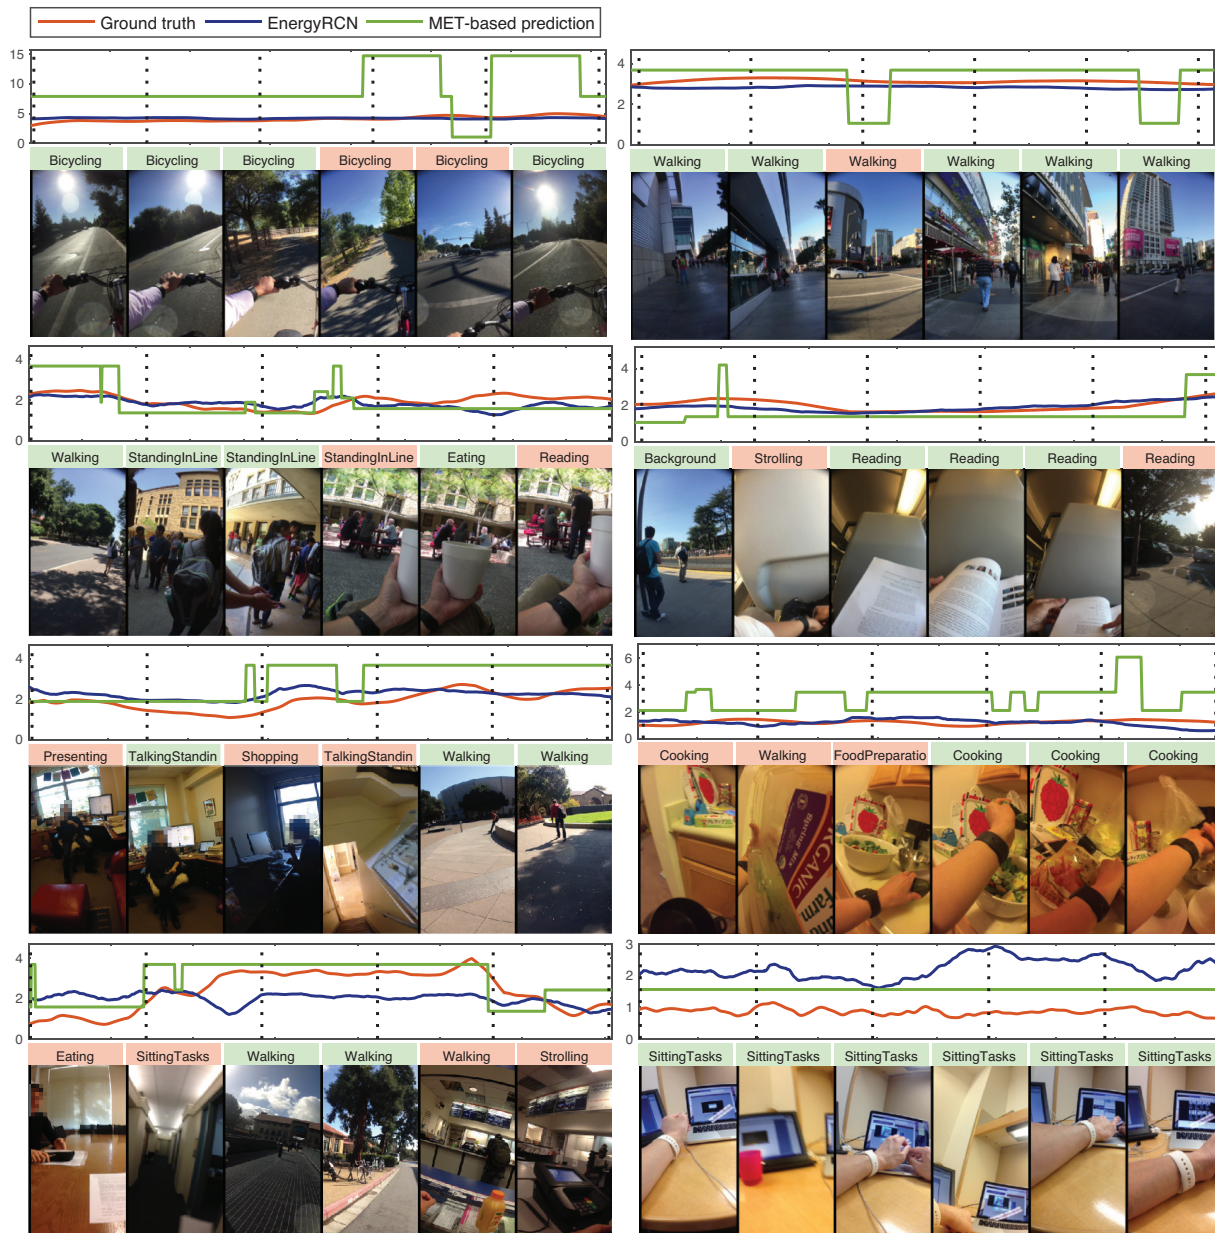 Ground truth EnergyRCN MET-based prediction
15
10
5
0
Bicycling Bicycling Bicycling Bicycling Bicycling Bicycling
4
2
0
Walking Walking Walking Walking Walking Walking
4
2
0
Walking StandingInLine StandingInLine StandingInLine Eating Reading
4
2
0
Background Strolling Reading Reading Reading Reading
4
2
0
Presenting TalkingStandin Shopping TalkingStandin Walking Walking
6
4
2
0
Cooking Walking FoodPreparatio Cooking Cooking Cooking
GANIC
Farm
4
2
0
Eating SittingTasks Walking Walking Walking Strolling
3
2
1
0
SittingTasks SittingTasks SittingTasks SittingTasks SittingTasks SittingTasks